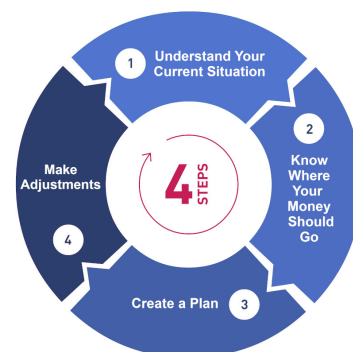 1
Understand Your
Current Situation
2
Know
Where
Your
Money
Should
Go
Create a Plan 3
Make
Adjustments
4
4
STEPS